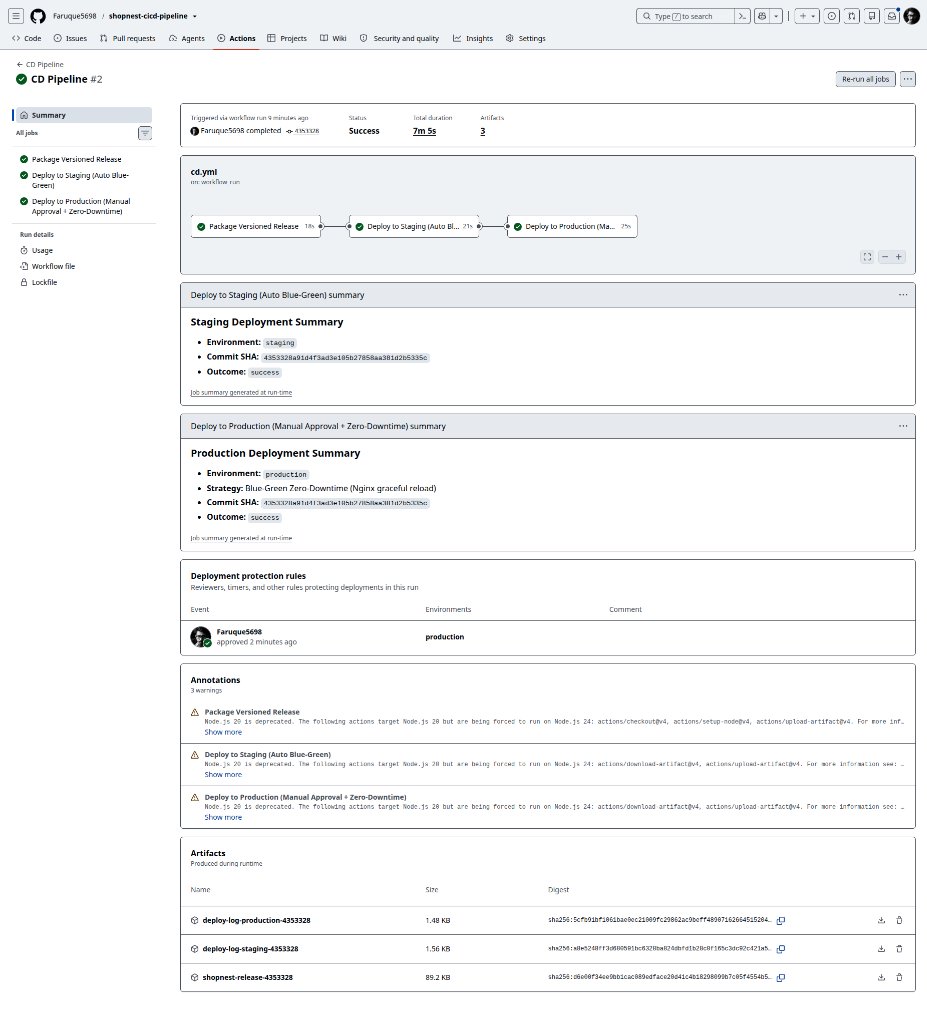 Faruque5698 / shopnest-cicd-pipeline
Type / to search
Code Issues Pull requests Agents Actions Projects Wiki Security and quality Insights Settings
CD Pipeline
CD Pipeline #2
Re-run all jobs
Summary
All jobs
Package Versioned Release
Deploy to Staging (Auto Blue-
Green)
Deploy to Production (Manual
Approval + Zero-Downtime)
Run details
Usage
Workflow file
Lockfile
Triggered via workflow run 9 minutes ago
Faruque5698 completed 4353328
Status
Success
Total duration
7m 5s
Artifacts
3
cd.yml
on: workflow_run
Package Versioned Release 18s
Deploy to Staging (Auto Bl... 21s
Deploy to Production (Ma... 25s
Deploy to Staging (Auto Blue-Green) summary
Staging Deployment Summary
Environment: staging
Commit SHA: 4353328a91d4f3ad3e105b27858aa381d2b5335c
Outcome: success
Job summary generated at run-time
Deploy to Production (Manual Approval + Zero-Downtime) summary
Production Deployment Summary
Environment: production
Strategy: Blue-Green Zero-Downtime (Nginx graceful reload)
Commit SHA: 4353328a91d4f3ad3e105b27858aa381d2b5335c
Outcome: success
Job summary generated at run-time
Deployment protection rules
Reviewers, timers, and other rules protecting deployments in this run
Event Environments Comment
Faruque5698
approved 2 minutes ago
production
Annotations
3 warnings
Package Versioned Release
Node.js 20 is deprecated. The following actions target Node.js 20 but are being forced to run on Node.js 24: actions/checkout@v4, actions/setup-node@v4, actions/upload-artifact@v4. For more inf…
Show more
Deploy to Staging (Auto Blue-Green)
Node.js 20 is deprecated. The following actions target Node.js 20 but are being forced to run on Node.js 24: actions/download-artifact@v4, actions/upload-artifact@v4. For more information see: …
Show more
Deploy to Production (Manual Approval + Zero-Downtime)
Node.js 20 is deprecated. The following actions target Node.js 20 but are being forced to run on Node.js 24: actions/download-artifact@v4, actions/upload-artifact@v4. For more information see: …
Show more
Artifacts
Produced during runtime
Name Size Digest
deploy-log-production-4353328 1.48 KB
deploy-log-staging-4353328 1.56 KB
shopnest-release-4353328 89.2 KB